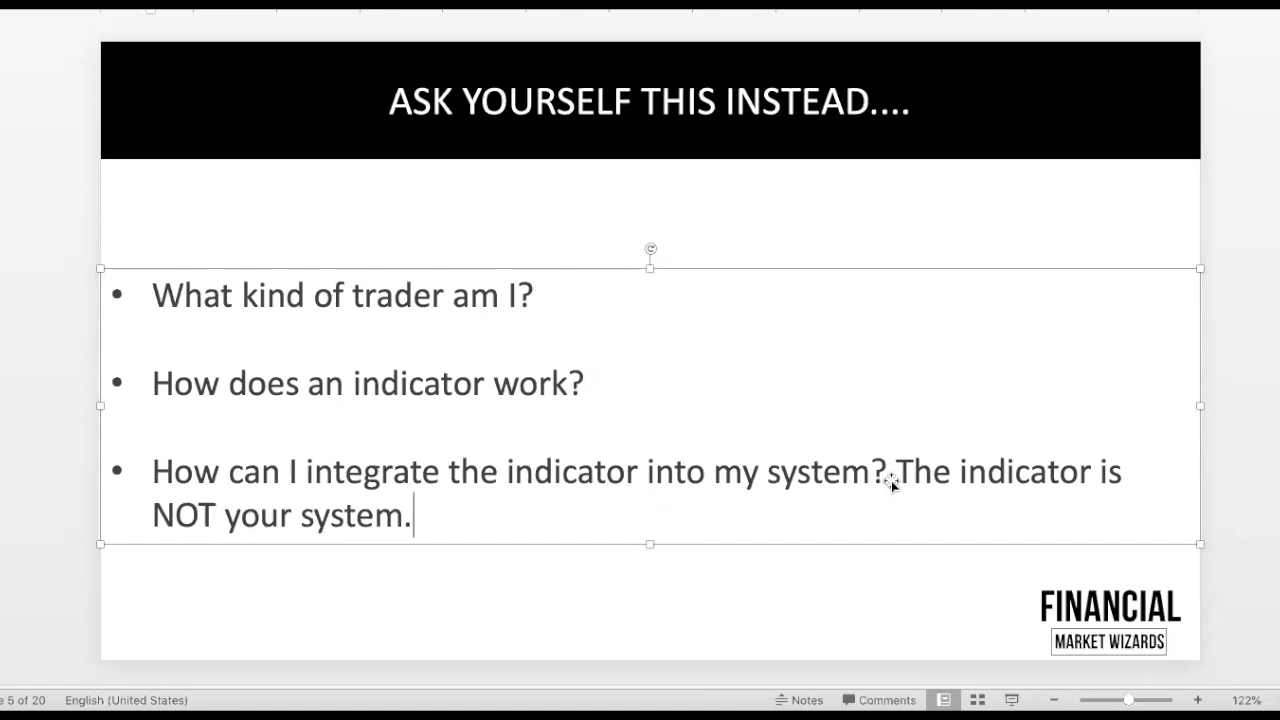 ASK YOURSELF THIS INSTEAD....
• What kind of trader am I?
• How does an indicator work?
• How can I integrate the indicator into my system? The indicator is
NOT your system.
FINANCIAL
MARKET WIZARDS
e 5 of 20 English (United States) Notes Comments 122%